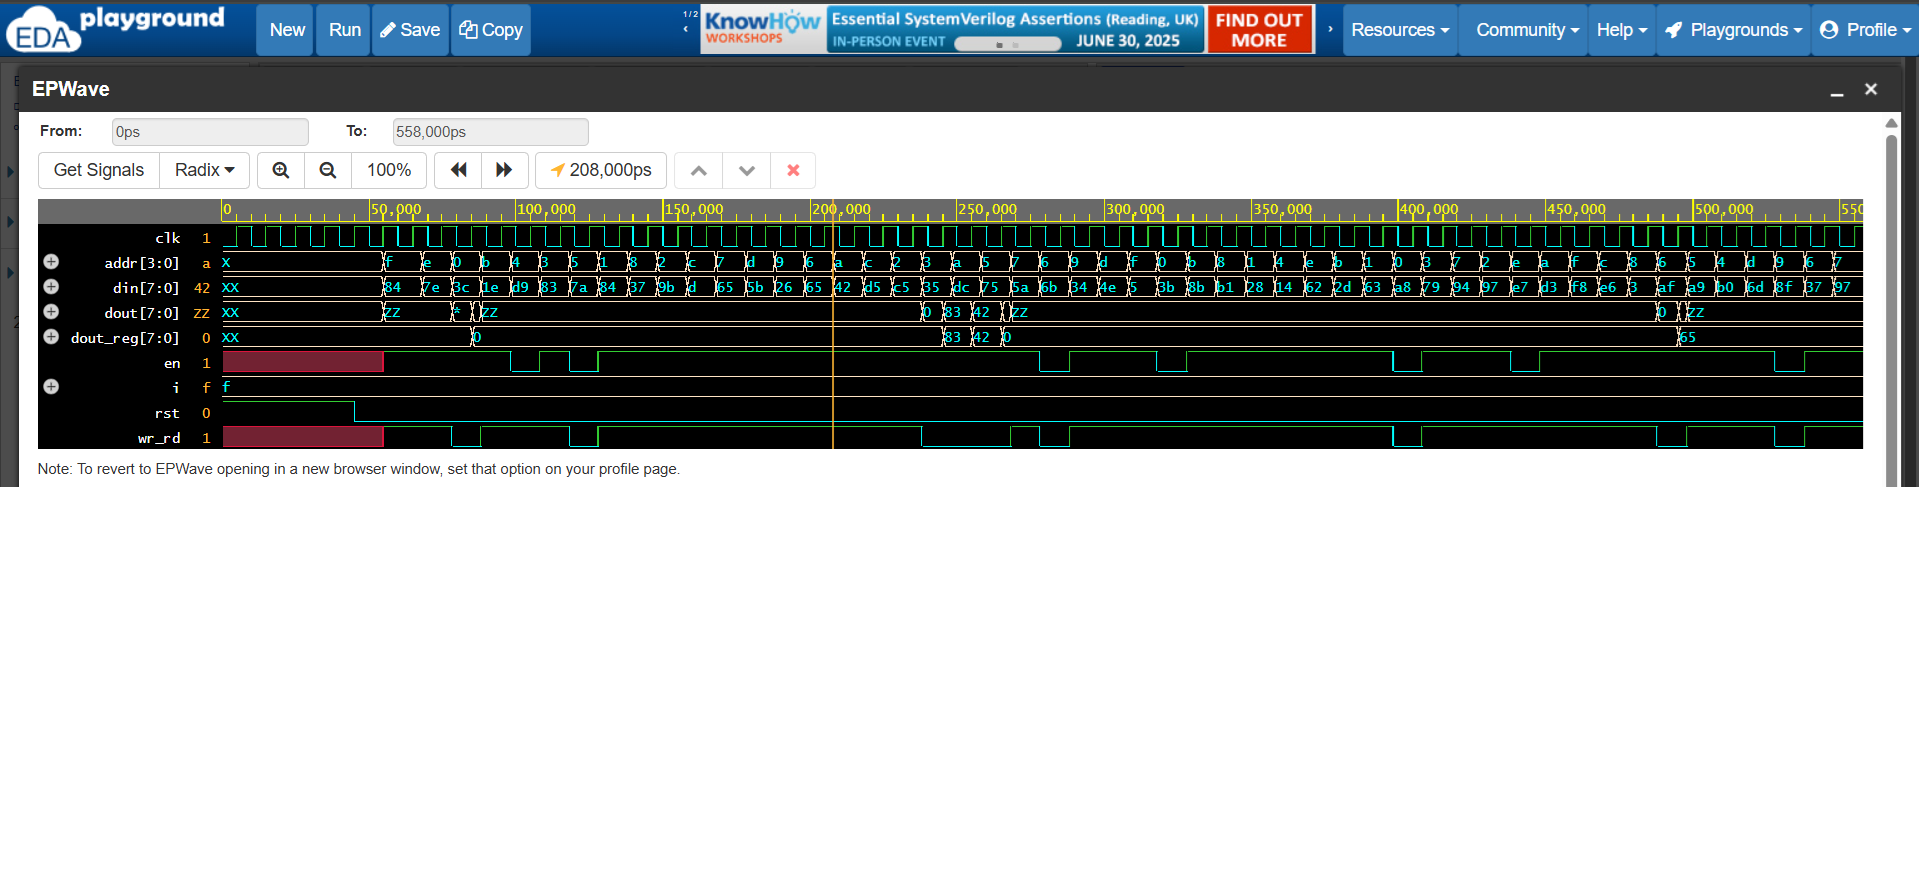 EDA playground
New Run Save Copy
1/2
‹
KnowHow WORKSHOPS
Essential SystemVerilog Assertions (Reading, UK)
IN-PERSON EVENT JUNE 30, 2025
FIND OUT MORE
›
Resources Community Help Playgrounds Profile
EPWave
From: 0ps To: 558,000ps
Get Signals Radix 100% 208,000ps
0 50,000 100,000 150,000 200,000 250,000 300,000 350,000 400,000 450,000 500,000 550
clk 1
addr[3:0] a X f e 0 b 4 3 5 1 8 2 c 7 d 9 6 a c 2 3 a 5 7 6 9 d f 0 b 8 1 4 e b 1 0 3 7 2 e a f c 8 6 5 4 d 9 6 7
din[7:0] 42 XX 84 7e 3c 1e d9 83 7a 84 37 9b d 65 5b 26 65 42 d5 c5 35 dc 75 5a 6b 34 4e 5 3b 8b b1 28 14 62 2d 63 a8 79 94 97 e7 d3 f8 e6 3 af a9 b0 6d 8f 37 97
dout[7:0] ZZ XX ZZ * ZZ 0 83 42 ZZ 0 ZZ
dout_reg[7:0] 0 XX 0 83 42 0 65
en 1
i f f
rst 0
wr_rd 1
Note: To revert to EPWave opening in a new browser window, set that option on your profile page.